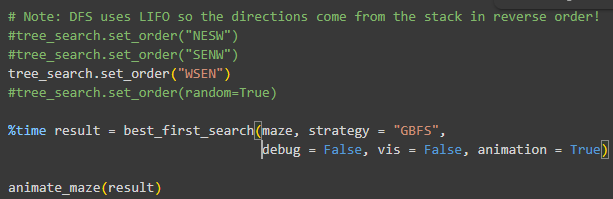 # Note: DFS uses LIFO so the directions come from the stack in reverse order!
#tree_search.set_order("NESW")
#tree_search.set_order("SENW")
tree_search.set_order("WSEN")
#tree_search.set_order(random=True)
%time result = best_first_search(maze, strategy = "GBFS",
debug = False, vis = False, animation = True)
animate_maze(result)